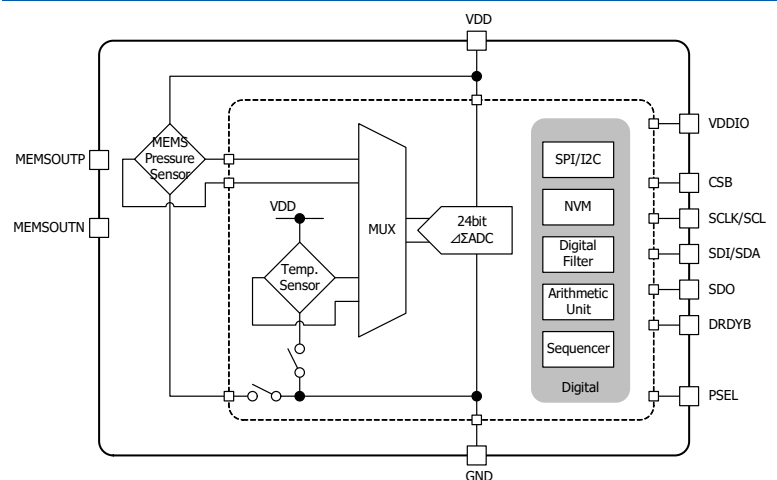 VDD
MEMSOUTP
MEMSOUTN
MEMS
Pressure
Sensor
VDD
Temp.
Sensor
MUX
24bit
⊿ΣADC
SPI/I2C
NVM
Digital
Filter
Arithmetic
Unit
Sequencer
Digital
VDDIO
CSB
SCLK/SCL
SDI/SDA
SDO
DRDYB
PSEL
GND